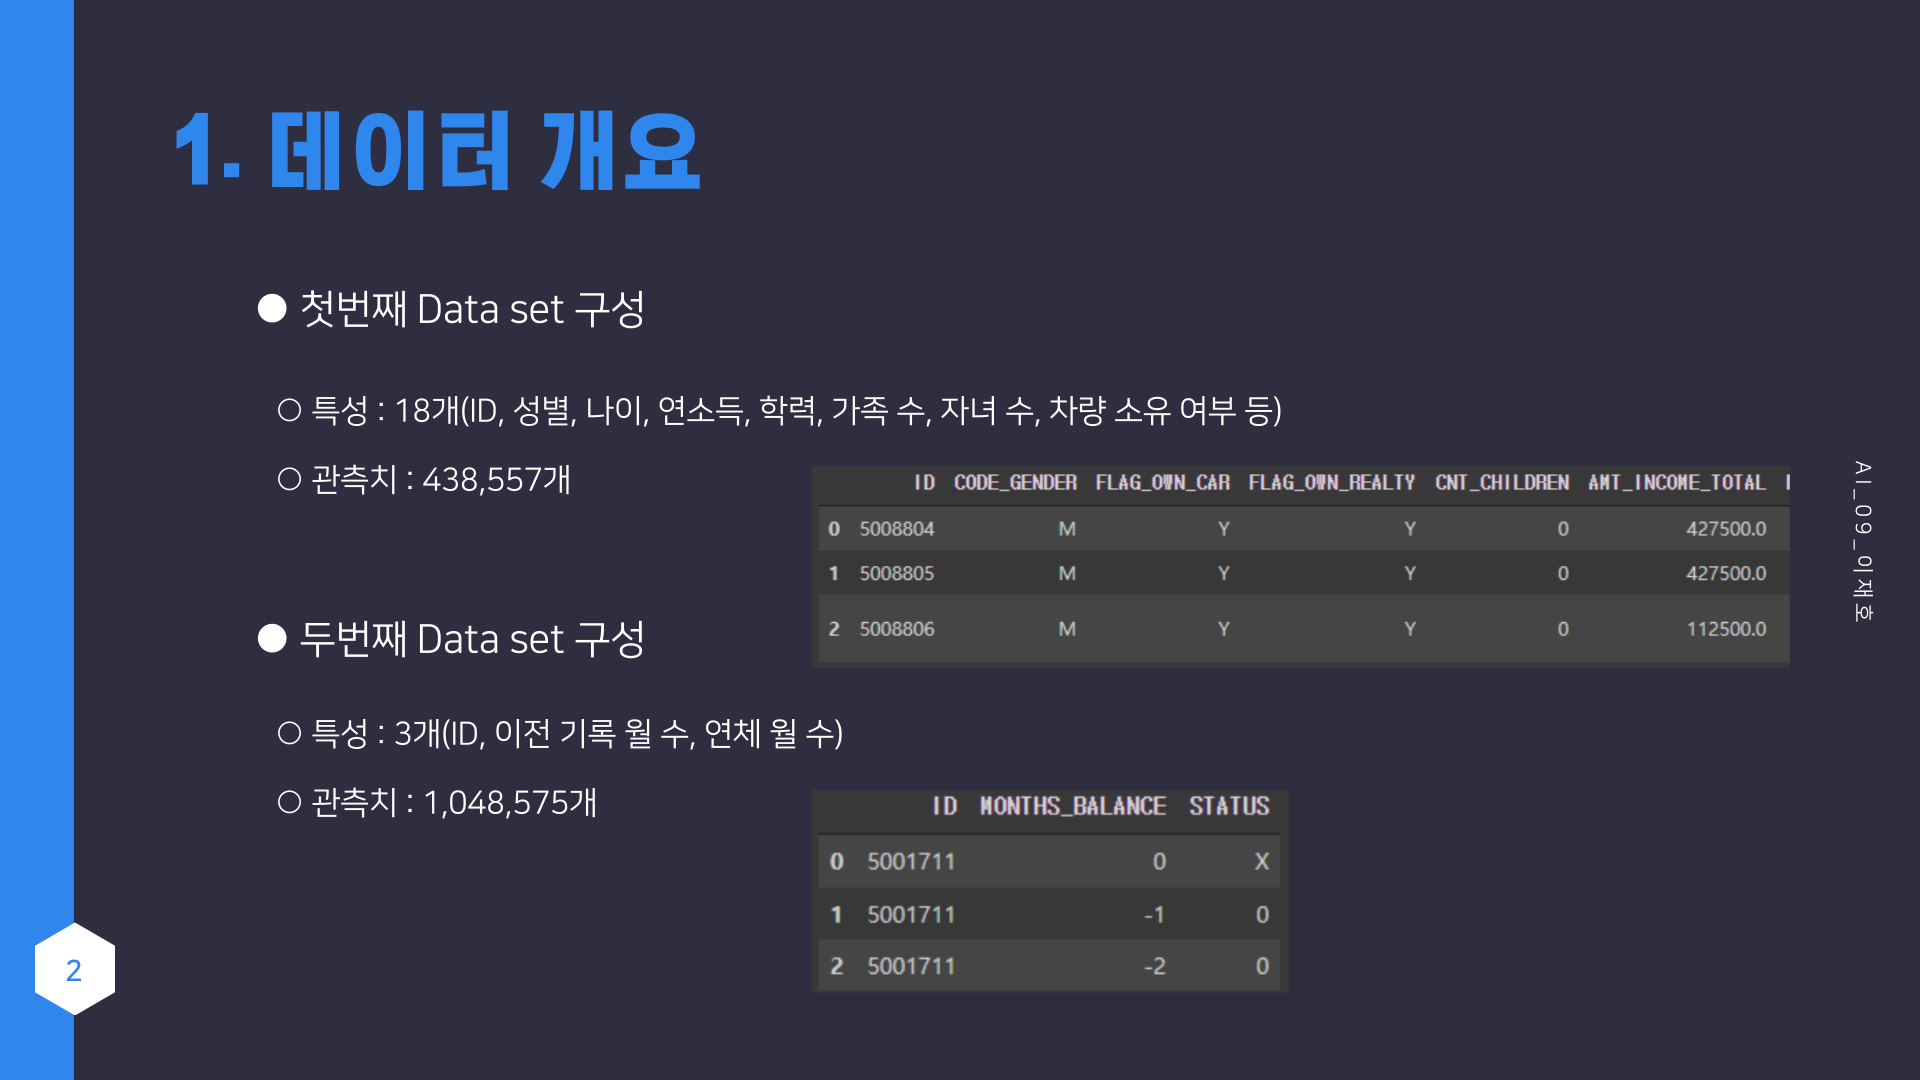 1. 데이터 개요
● 첫번째 Data set 구성
○ 특성 : 18개(ID, 성별, 나이, 연소득, 학력, 가족 수, 자녀 수, 차량 소유 여부 등)
○ 관측치 : 438,557개
ID CODE_GENDER FLAG_OWN_CAR FLAG_OWN_REALTY CNT_CHILDREN AMT_INCOME_TOTAL
0 5008804 M Y Y 0 427500.0
1 5008805 M Y Y 0 427500.0
2 5008806 M Y Y 0 112500.0
● 두번째 Data set 구성
○ 특성 : 3개(ID, 이전 기록 월 수, 연체 월 수)
○ 관측치 : 1,048,575개
ID MONTHS_BALANCE STATUS
0 5001711 0 X
1 5001711 -1 0
2 5001711 -2 0
AI_09_이재호
2